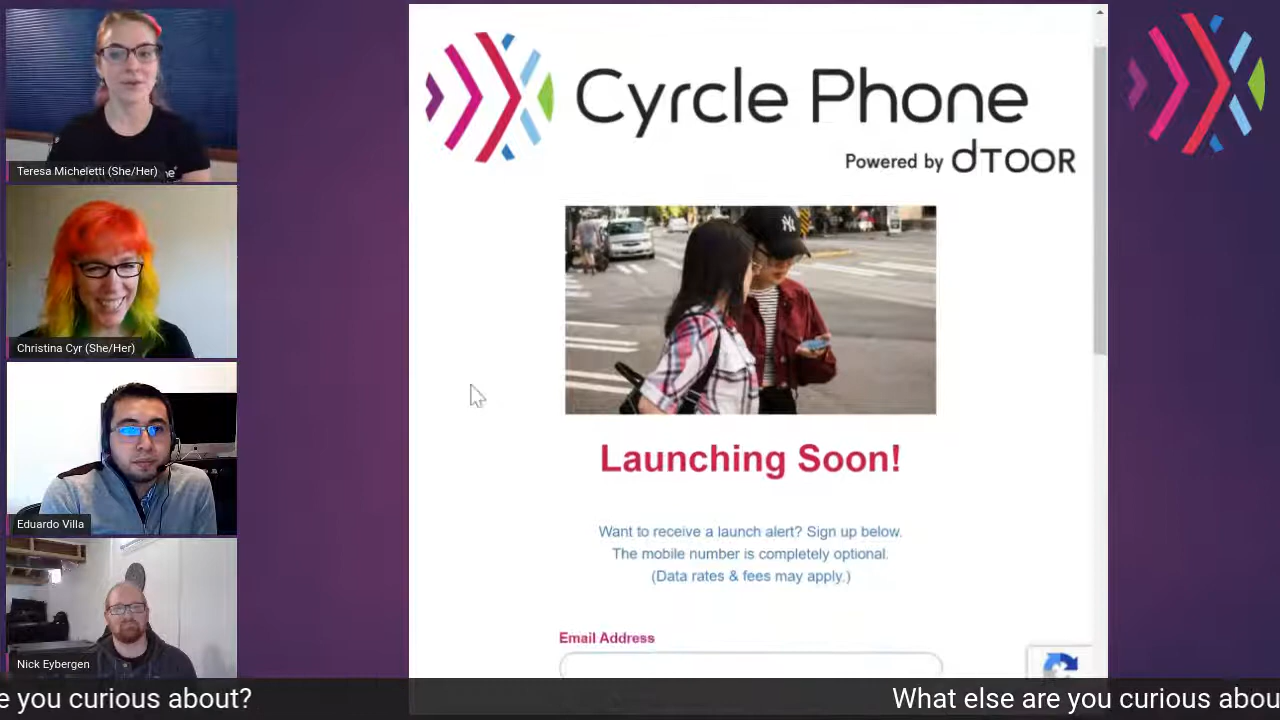 Teresa Micheletti (She/Her)
Christina Cyr (She/Her)
Eduardo Villa
Nick Eybergen
Cyrcle Phone
Powered by dTOOR
NY
Launching Soon!
Want to receive a launch alert? Sign up below.
The mobile number is completely optional.
(Data rates & fees may apply.)
Email Address
e you curious about?
What else are you curious abou